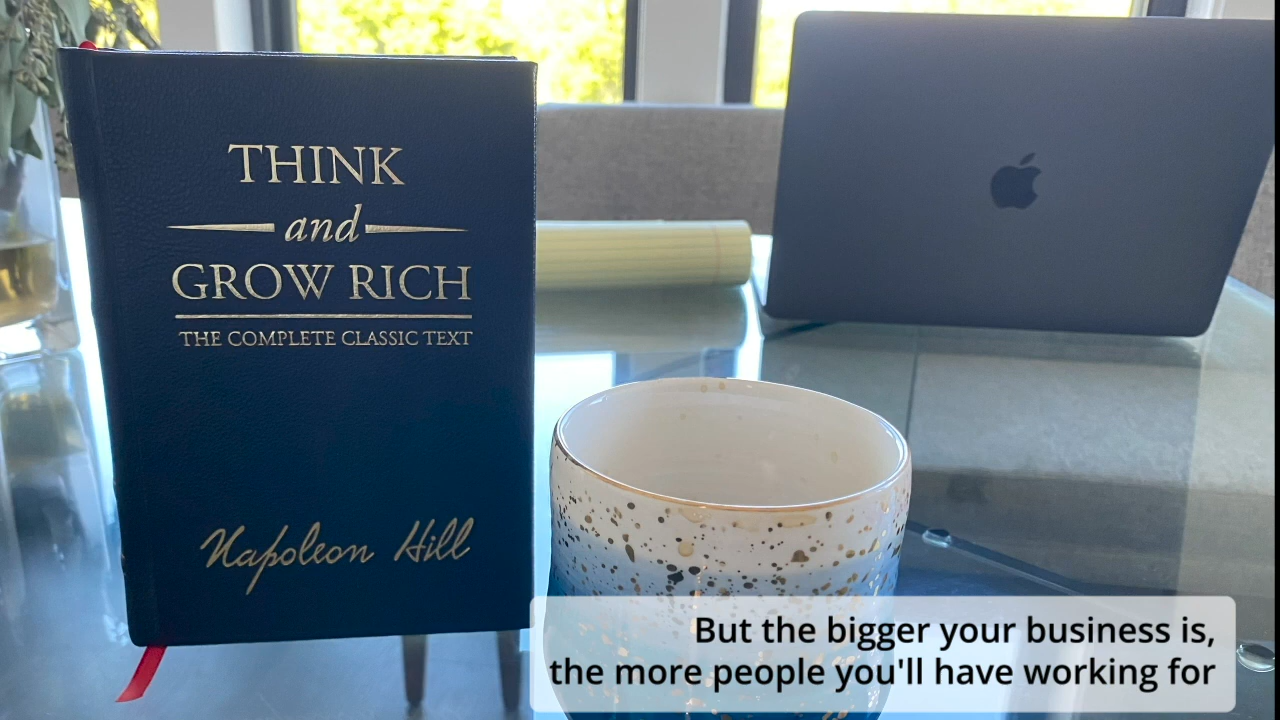 THINK
and
GROW RICH
THE COMPLETE CLASSIC TEXT
Napoleon Hill
But the bigger your business is,
the more people you'll have working for